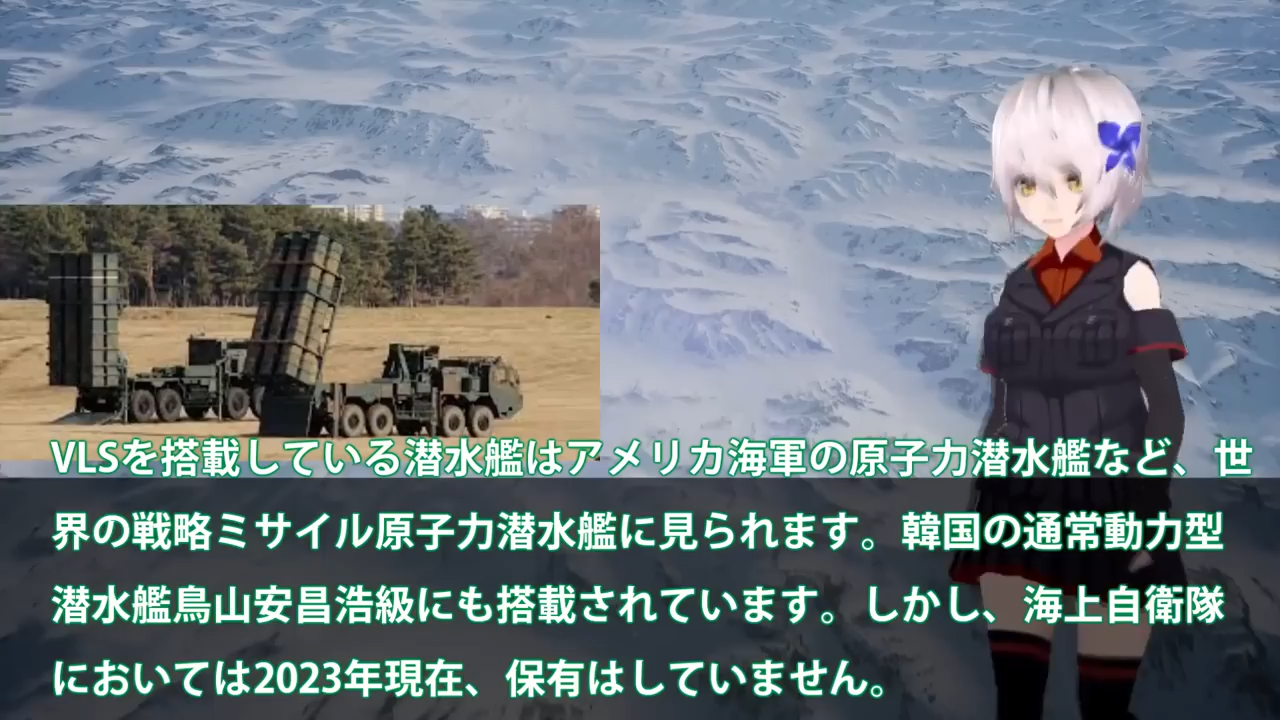 VLSを搭載している潜水艦はアメリカ海軍の原子力潜水艦など、世
界の戦略ミサイル原子力潜水艦に見られます。韓国の通常動力型
潜水艦鳥山安昌浩級にも搭載されています。しかし、海上自衛隊
においては2023年現在、保有はしていません。